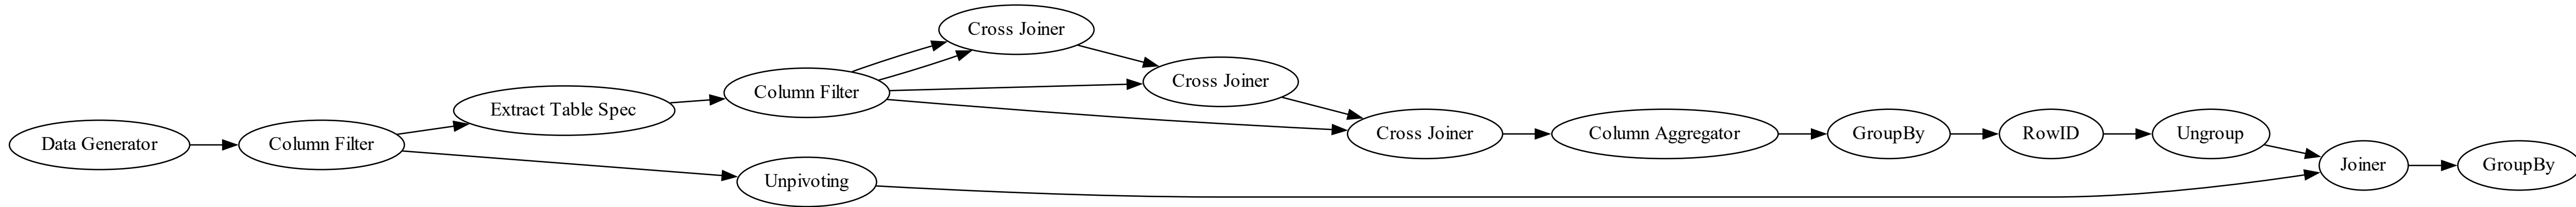 Data Generator
Column Filter
Extract Table Spec
Column Filter
Cross Joiner
Cross Joiner
Cross Joiner
Column Aggregator
GroupBy
RowID
Ungroup
Unpivoting
Joiner
GroupBy